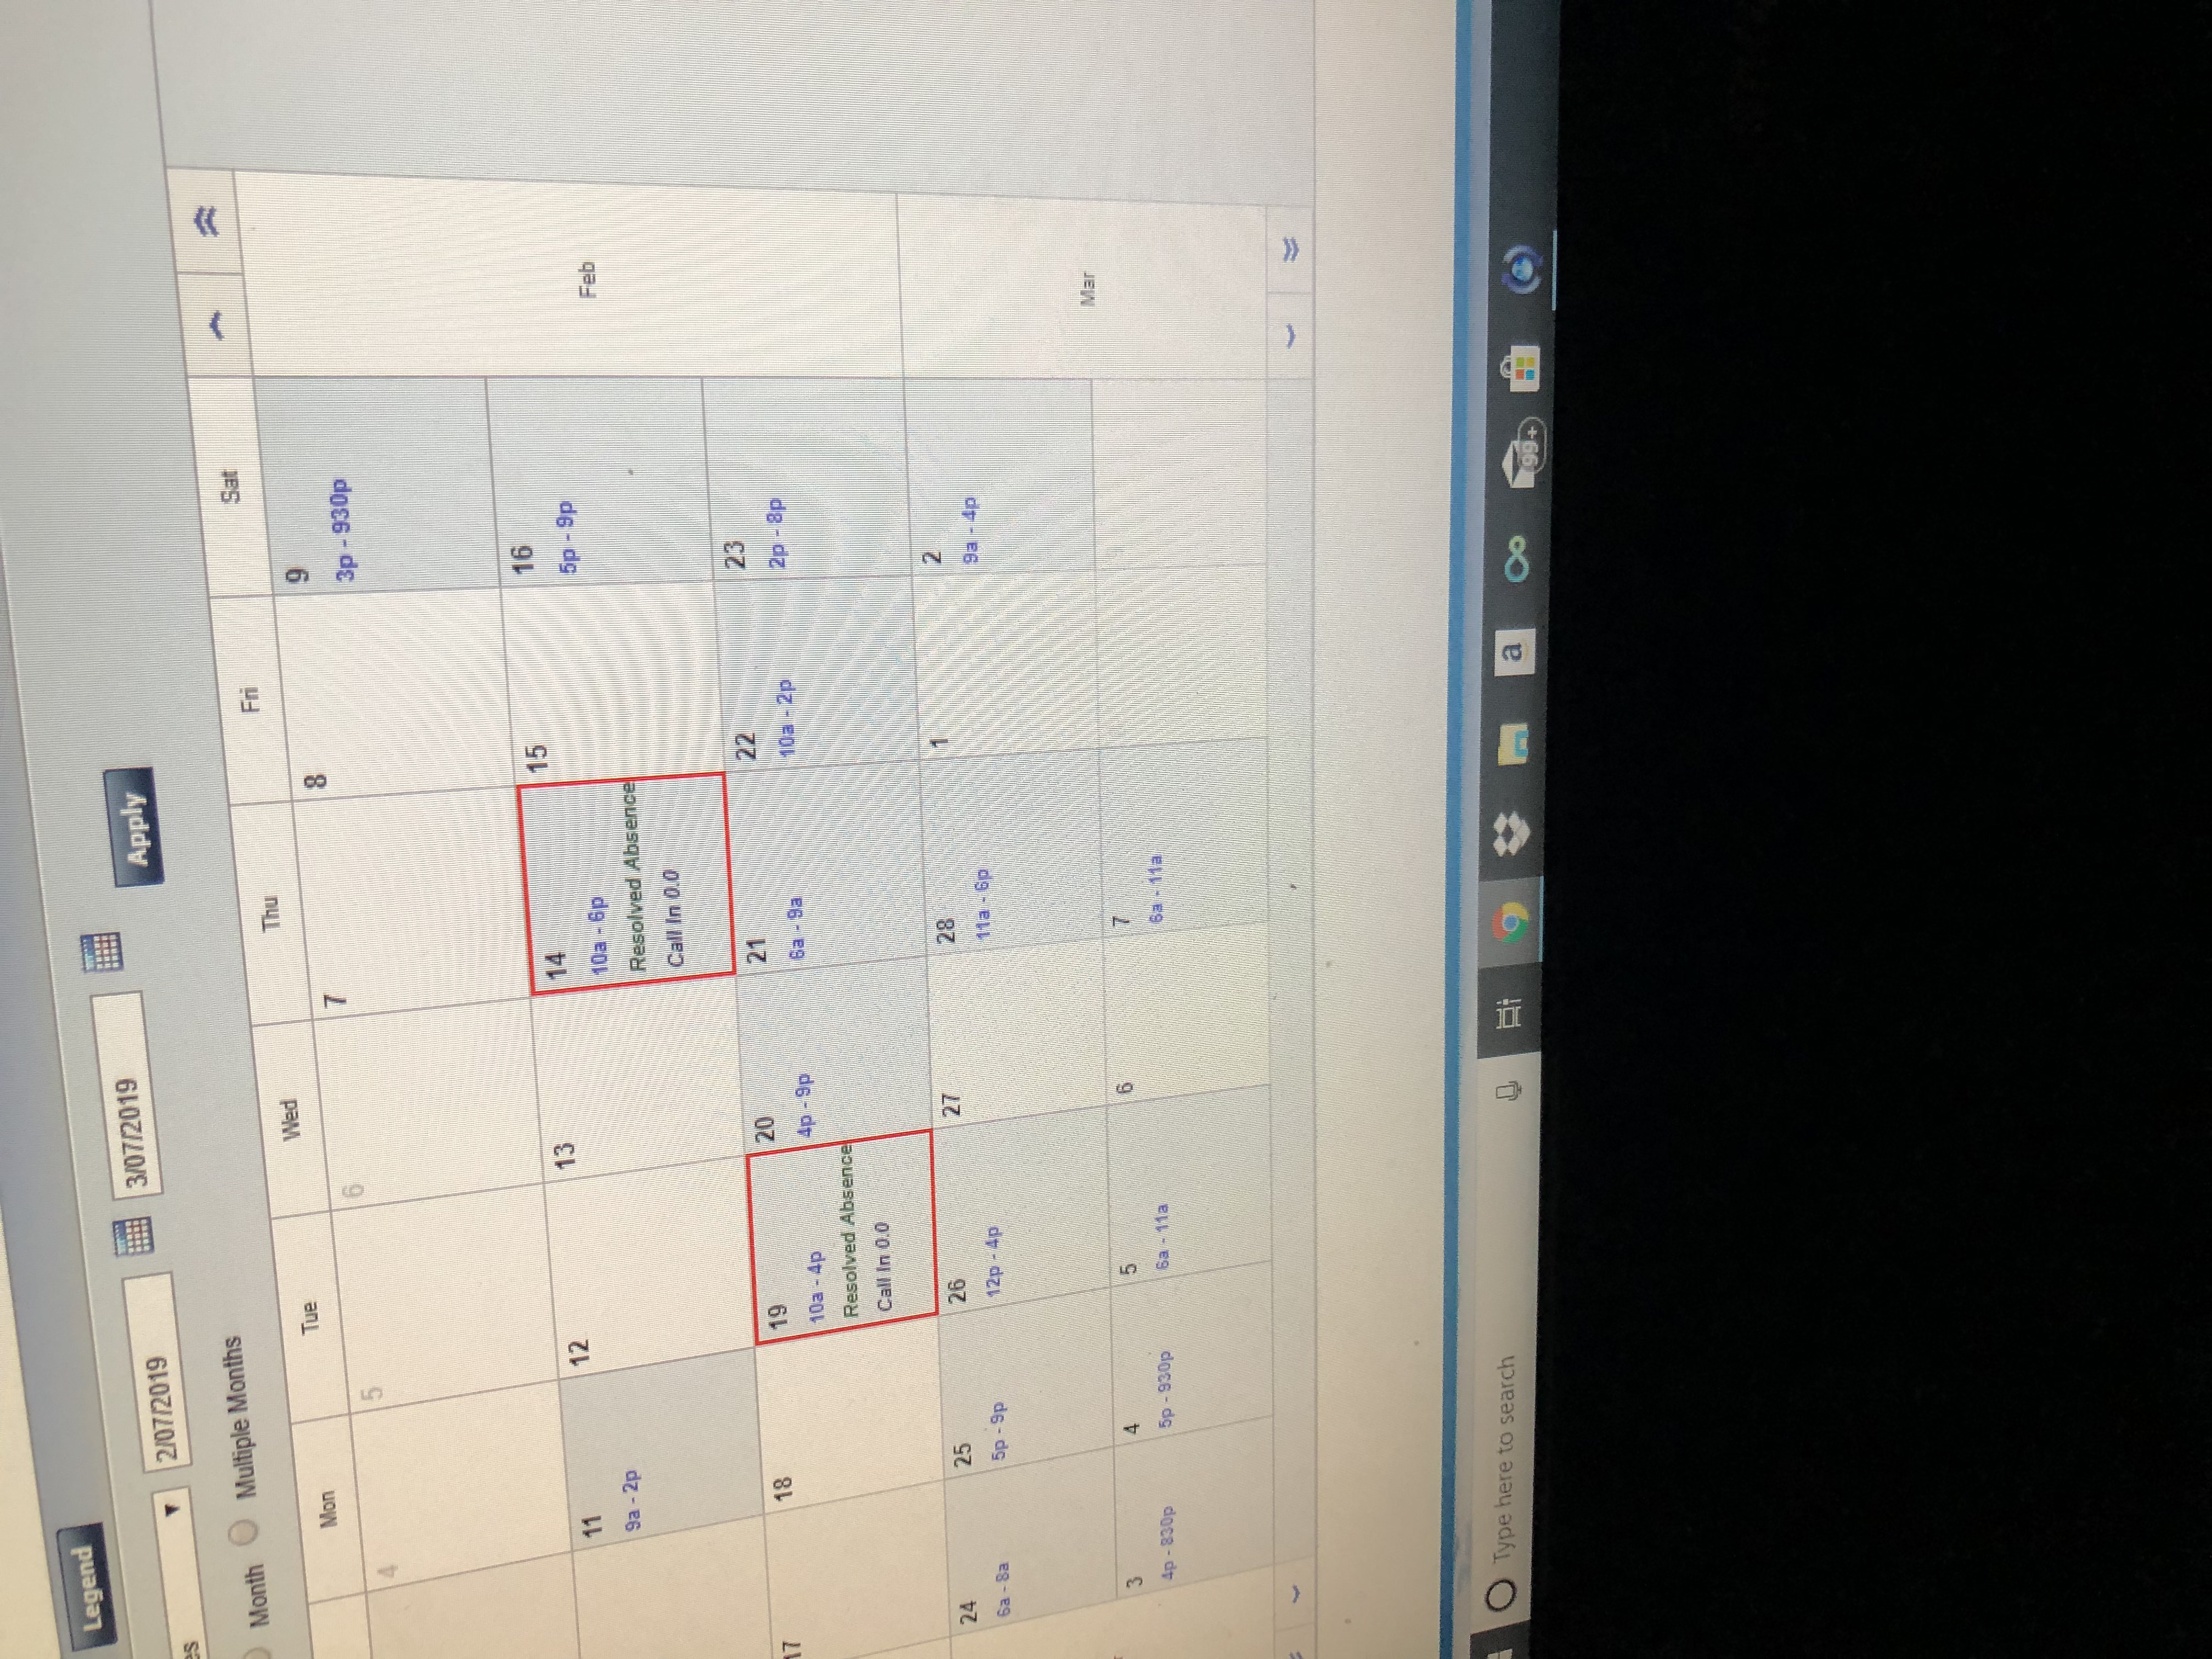 Legend
es
2/07/2019
3/07/2019
Apply
Month
Multiple Months
Mon
Tue
Wed
Thu
Fri
Sat
4
5
6
7
8
9
3p - 930p
11
9a - 2p
12
13
14
10a - 6p
Resolved Absence
Call In 0.0
15
16
5p - 9p
Feb
17
18
19
10a - 4p
Resolved Absence
Call In 0.0
20
4p - 9p
21
6a - 9a
22
10a - 2p
23
2p - 8p
24
6a - 8a
25
5p - 9p
26
12p - 4p
27
28
11a - 6p
1
2
9a - 4p
Mar
3
4p - 830p
4
5p - 930p
5
6a - 11a
6
7
6a - 11a
Type here to search
a
99+